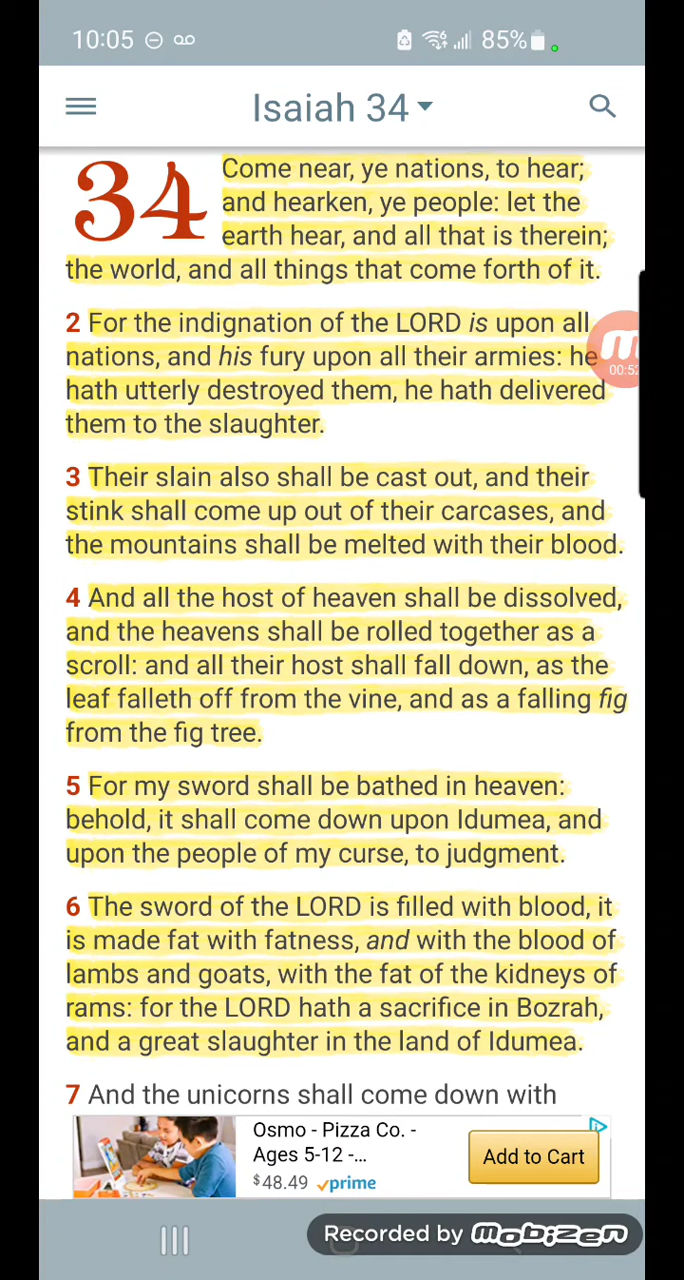 10:05
85%
Isaiah 34
34 Come near, ye nations, to hear;
and hearken, ye people: let the
earth hear, and all that is therein;
the world, and all things that come forth of it.
2 For the indignation of the LORD is upon all
nations, and his fury upon all their armies: he
hath utterly destroyed them, he hath delivered
them to the slaughter.
00:52
3 Their slain also shall be cast out, and their
stink shall come up out of their carcases, and
the mountains shall be melted with their blood.
4 And all the host of heaven shall be dissolved,
and the heavens shall be rolled together as a
scroll: and all their host shall fall down, as the
leaf falleth off from the vine, and as a falling fig
from the fig tree.
5 For my sword shall be bathed in heaven:
behold, it shall come down upon Idumea, and
upon the people of my curse, to judgment.
6 The sword of the LORD is filled with blood, it
is made fat with fatness, and with the blood of
lambs and goats, with the fat of the kidneys of
rams: for the LORD hath a sacrifice in Bozrah,
and a great slaughter in the land of Idumea.
7 And the unicorns shall come down with
Osmo - Pizza Co. -
Ages 5-12 -...
$48.49 prime
Add to Cart
Recorded by mobizen